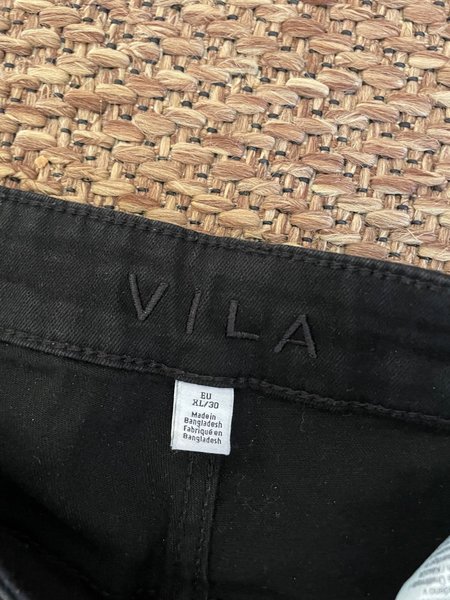 VILA
EU
XL/30
Made in
Bangladesh
Fabriqué en
Bangladesh